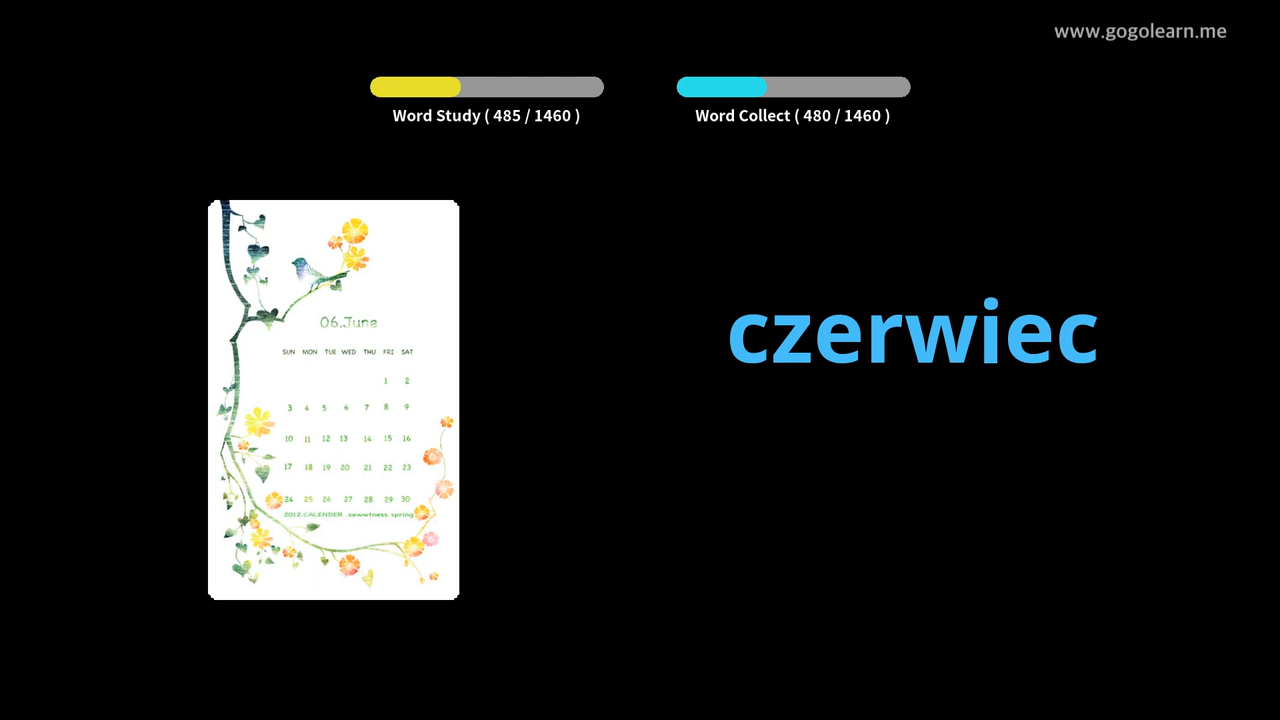 www.gogolearn.me
Word Study ( 485 / 1460 )
Word Collect ( 480 / 1460 )
czerwiec
06.June
SUN MON TUE WED THU FRI SAT
1 2
3 4 5 6 7 8 9
10 11 12 13 14 15 16
17 18 19 20 21 22 23
24 25 26 27 28 29 30
2012.CALENDER .sewwtness spring